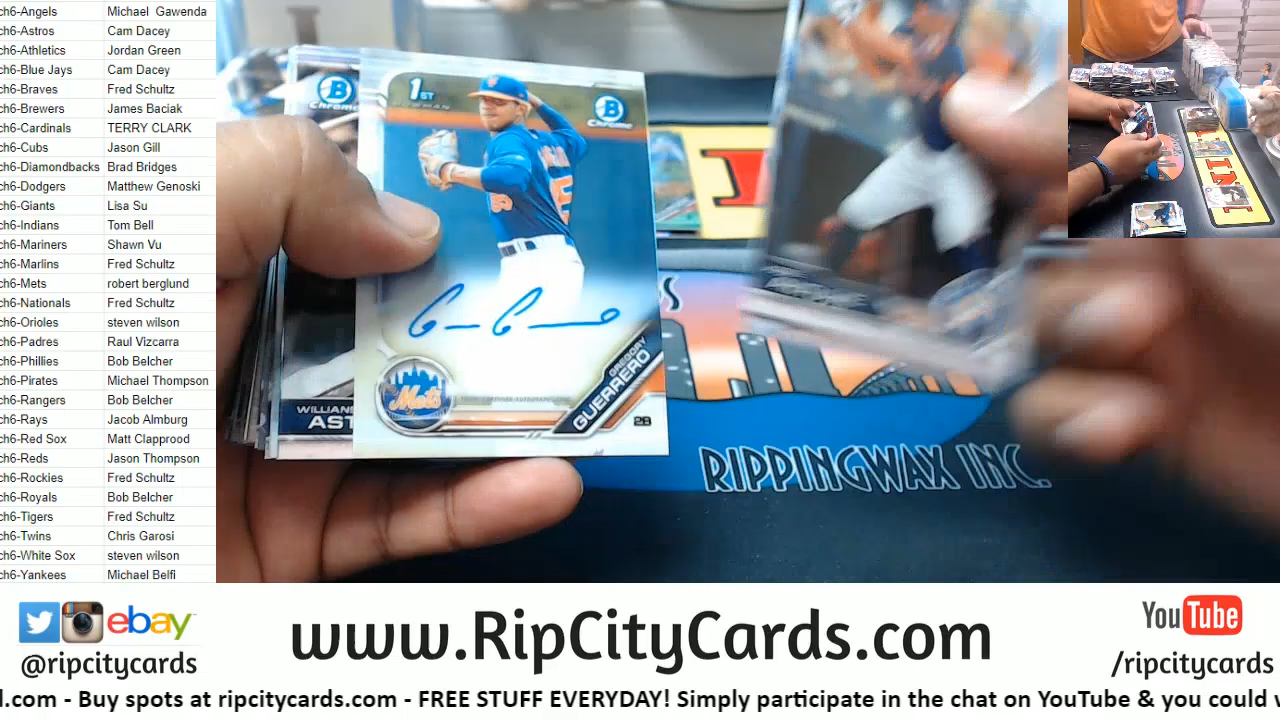 ch6-Angels Michael Gawenda
ch6-Astros Cam Dacey
ch6-Athletics Jordan Green
ch6-Blue Jays Cam Dacey
ch6-Braves Fred Schultz
ch6-Brewers James Baciak
ch6-Cardinals TERRY CLARK
ch6-Cubs Jason Gill
ch6-Diamondbacks Brad Bridges
ch6-Dodgers Matthew Genoski
ch6-Giants Lisa Su
ch6-Indians Tom Bell
ch6-Mariners Shawn Vu
ch6-Marlins Fred Schultz
ch6-Mets robert berglund
ch6-Nationals Fred Schultz
ch6-Orioles steven wilson
ch6-Padres Raul Vizcarra
ch6-Phillies Bob Belcher
ch6-Pirates Michael Thompson
ch6-Rangers Bob Belcher
ch6-Rays Jacob Almburg
ch6-Red Sox Matt Clapprood
ch6-Reds Jason Thompson
ch6-Rockies Fred Schultz
ch6-Royals Bob Belcher
ch6-Tigers Fred Schultz
ch6-Twins Chris Garosi
ch6-White Sox steven wilson
ch6-Yankees Michael Belfi
B
Chrome
1ST
BOWMAN
B
Chrome
Mets
GREGORY
GUERRERO
2B
WILLIANS
AST
RIPPINGWAX INC.
ebay
@ripcitycards
www.RipCityCards.com
YouTube
/ripcitycards
l.com - Buy spots at ripcitycards.com - FREE STUFF EVERYDAY! Simply participate in the chat on YouTube & you could